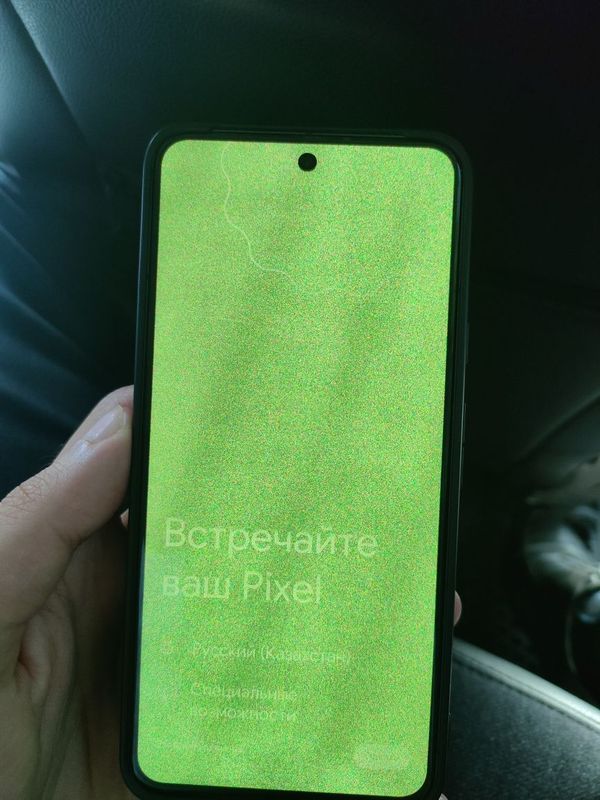 Встречайте
ваш Pixel
Русский (Казахстан)
Специальные
возможности